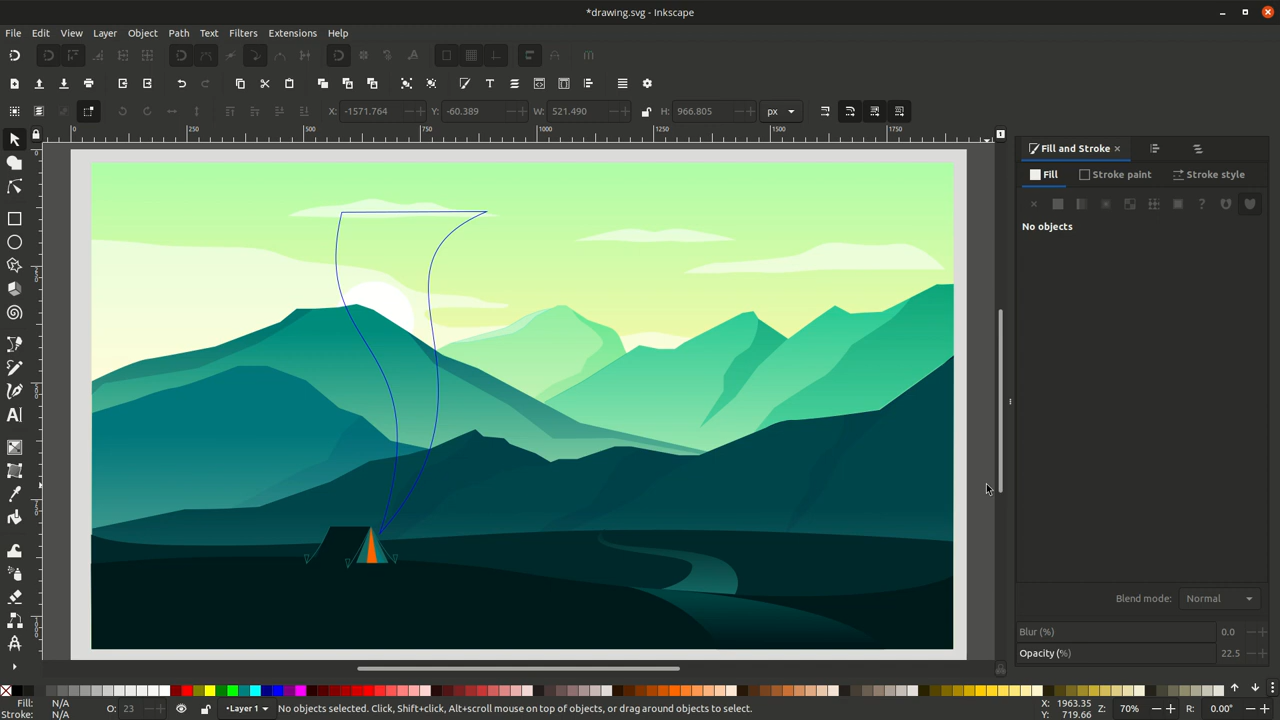 *drawing.svg - Inkscape
File Edit View Layer Object Path Text Filters Extensions Help
X: -1571.764 Y: -60.389 W: 521.490 H: 966.805 px
0 250 500 750 1000 1250 1500 1750
1
Fill and Stroke
Fill Stroke paint Stroke style
No objects
Blend mode: Normal
Blur (%) 0.0
Opacity (%) 22.5
Fill: N/A
Stroke: N/A
O: 23
Layer 1
No objects selected. Click, Shift+click, Alt+scroll mouse on top of objects, or drag around objects to select.
X: 1963.35
Y: 719.66
Z: 70%
R: 0.00°